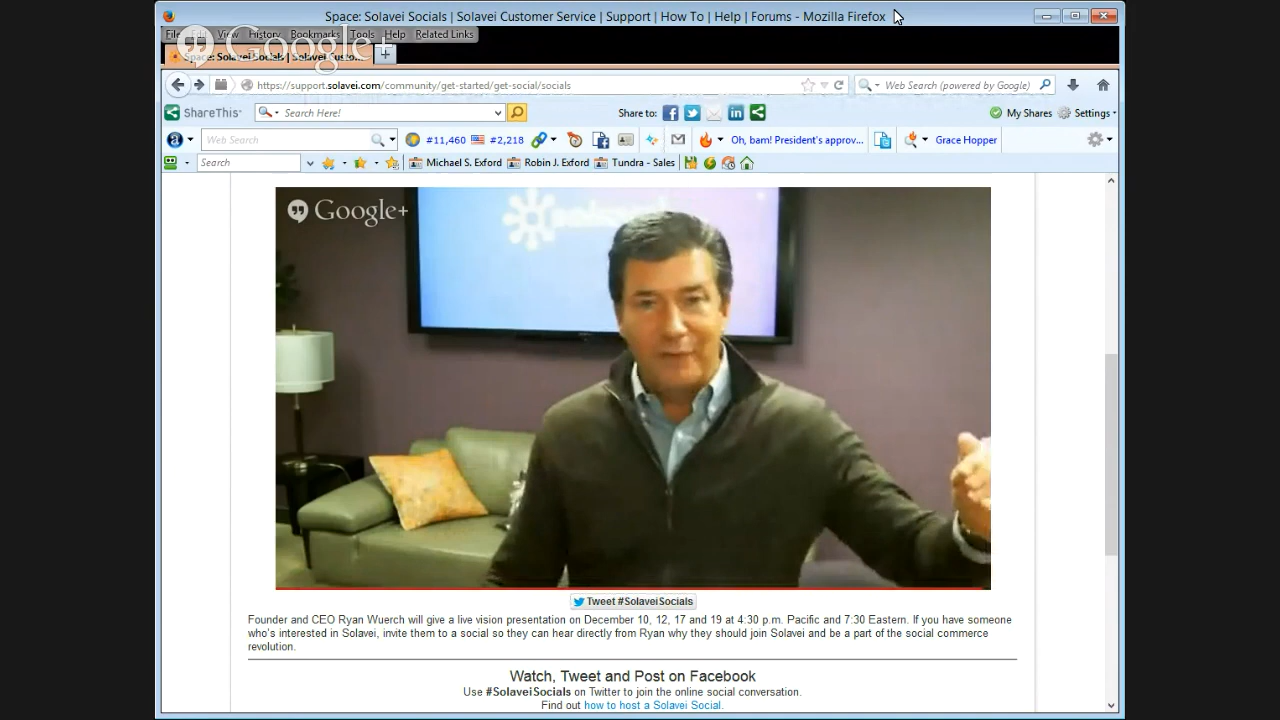 Space: Solavei Socials | Solavei Customer Service | Support | How To | Help | Forums - Mozilla Firefox
File Edit View History Bookmarks Tools Help Related Links
Google+
Space: Solavei Socials | Solavei Custom...
https://support.solavei.com/community/get-started/get-social/socials
Web Search (powered by Google)
ShareThis
Search Here!
Share to:
My Shares
Settings
Web Search
#11,460
#2,218
Oh, bam! President's approv...
Grace Hopper
Search
Michael S. Exford
Robin J. Exford
Tundra - Sales
Google+
Tweet #SolaveiSocials
Founder and CEO Ryan Wuerch will give a live vision presentation on December 10, 12, 17 and 19 at 4:30 p.m. Pacific and 7:30 Eastern. If you have someone
who's interested in Solavei, invite them to a social so they can hear directly from Ryan why they should join Solavei and be a part of the social commerce
revolution.
Watch, Tweet and Post on Facebook
Use #SolaveiSocials on Twitter to join the online social conversation.
Find out how to host a Solavei Social.